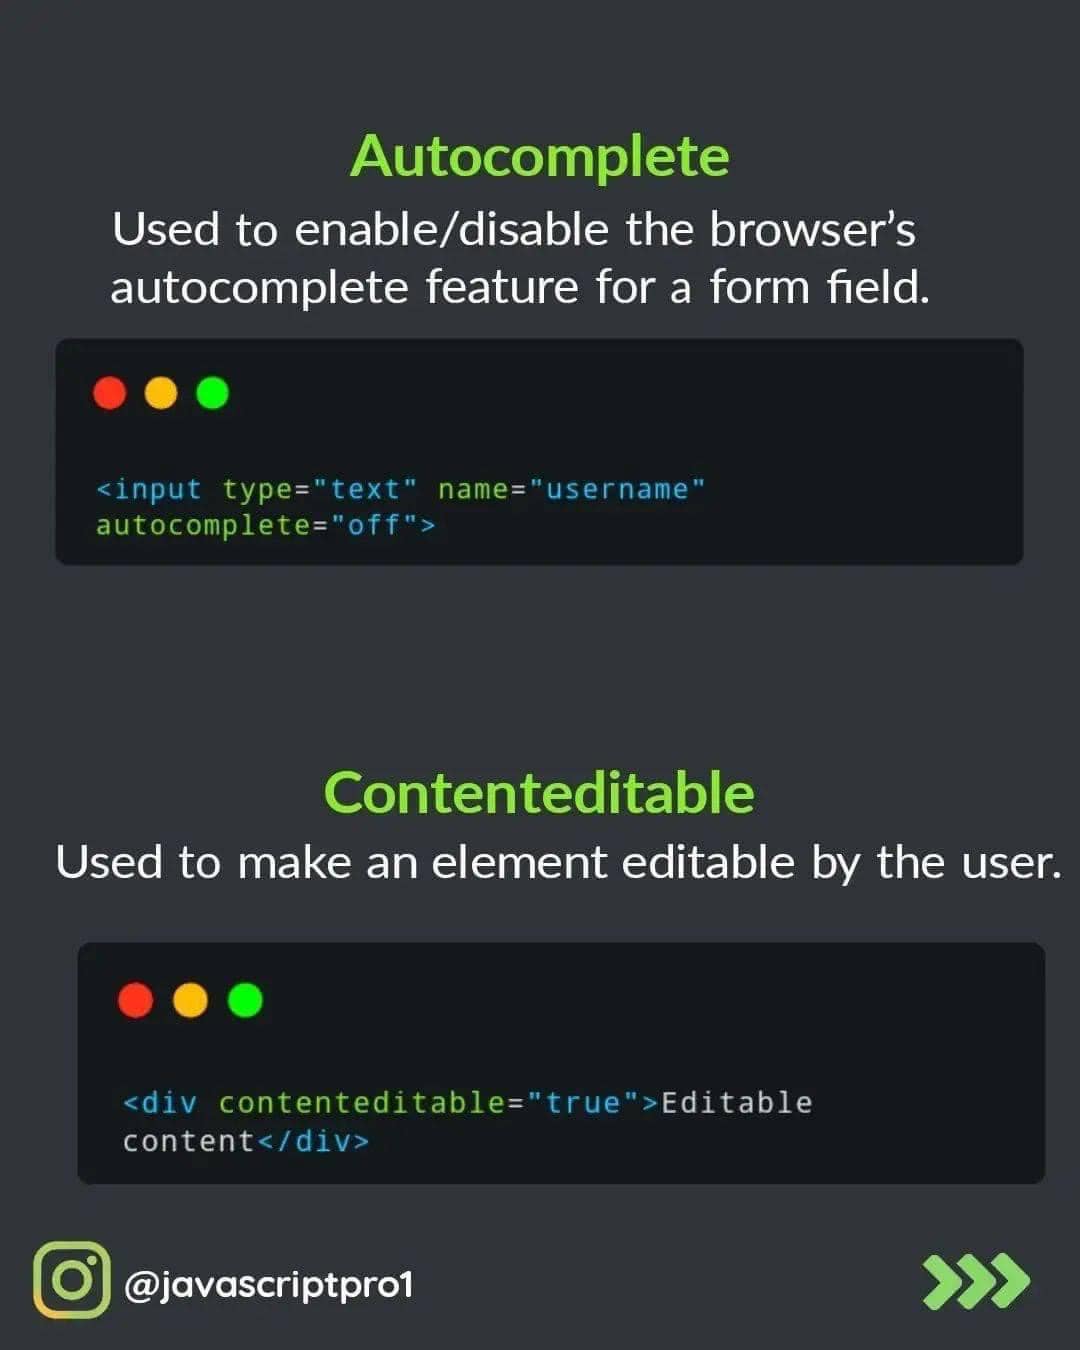 Autocomplete
Used to enable/disable the browser’s
autocomplete feature for a form field.
<input type="text" name="username"
autocomplete="off">
Contenteditable
Used to make an element editable by the user.
<div contenteditable="true">Editable
content</div>
@javascriptpro1